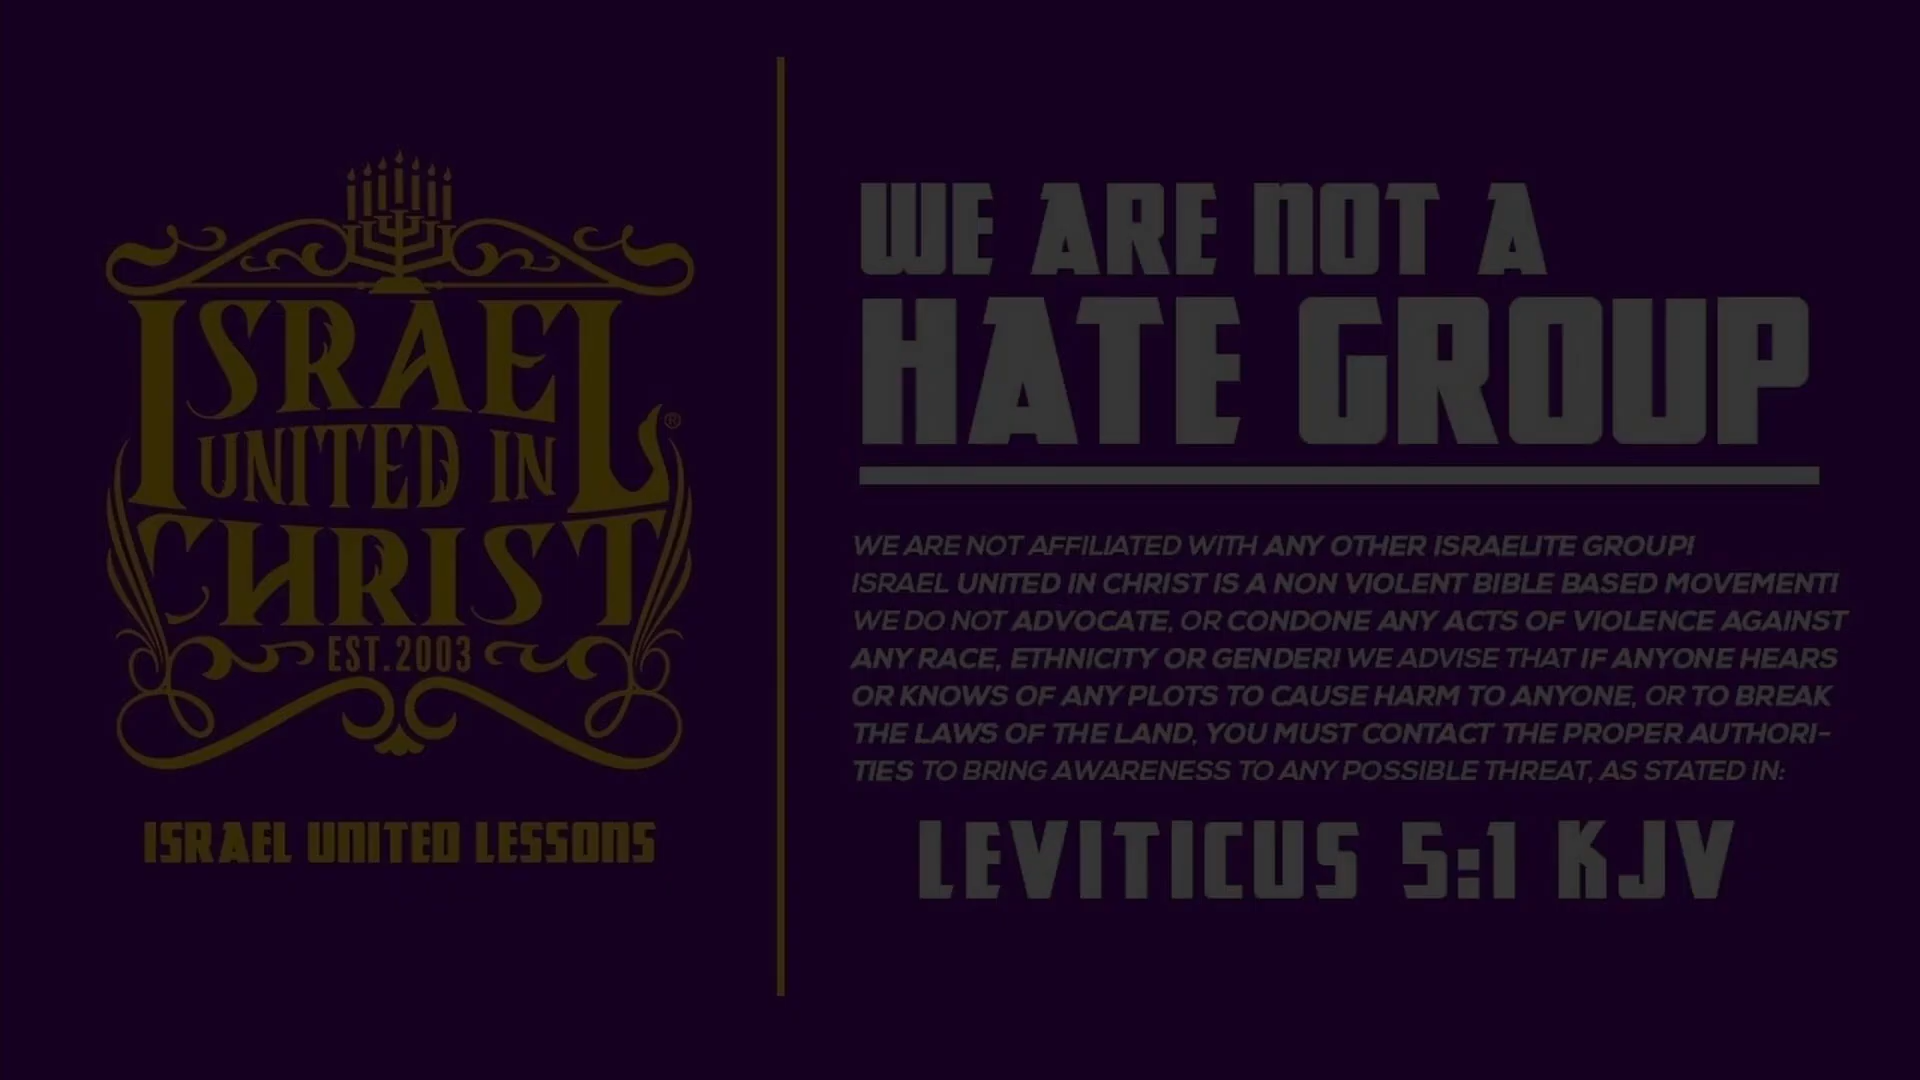 ISRAEL
UNITED IN
CHRIST
®
EST. 2003
ISRAEL UNITED LESSONS
WE ARE NOT A
HATE GROUP
WE ARE NOT AFFILIATED WITH ANY OTHER ISRAELITE GROUP!
ISRAEL UNITED IN CHRIST IS A NON VIOLENT BIBLE BASED MOVEMENT!
WE DO NOT ADVOCATE, OR CONDONE ANY ACTS OF VIOLENCE AGAINST
ANY RACE, ETHNICITY OR GENDER! WE ADVISE THAT IF ANYONE HEARS
OR KNOWS OF ANY PLOTS TO CAUSE HARM TO ANYONE, OR TO BREAK
THE LAWS OF THE LAND, YOU MUST CONTACT THE PROPER AUTHORI-
TIES TO BRING AWARENESS TO ANY POSSIBLE THREAT, AS STATED IN:
LEVITICUS 5:1 KJV